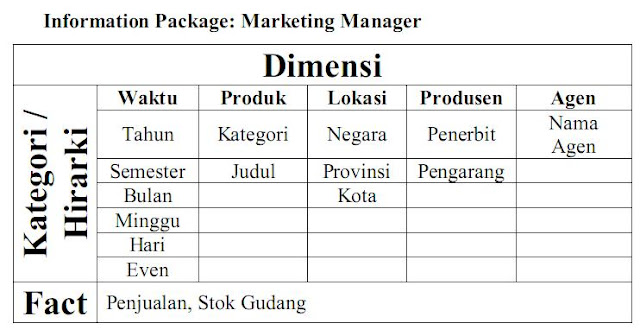 Information Package: Marketing Manager
Dimensi
Kategori /
Hirarki
Waktu Produk Lokasi Produsen Agen
Tahun Kategori Negara Penerbit Nama
Agen
Semester Judul Provinsi Pengarang
Bulan Kota
Minggu
Hari
Even
Fact Penjualan, Stok Gudang